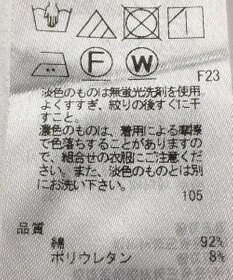 F W
F23
淡色のものは無蛍光洗剤を使用、
よくすすぎ、絞りの後すぐに干
すこと。
濃色のものは、着用による摩擦
で色落ちすることがありますの
で、組合せの衣服にご注意くだ
さい。また、淡色のものとは別
にお洗い下さい。
105
品質
綿 92%
ポリウレタン 8%